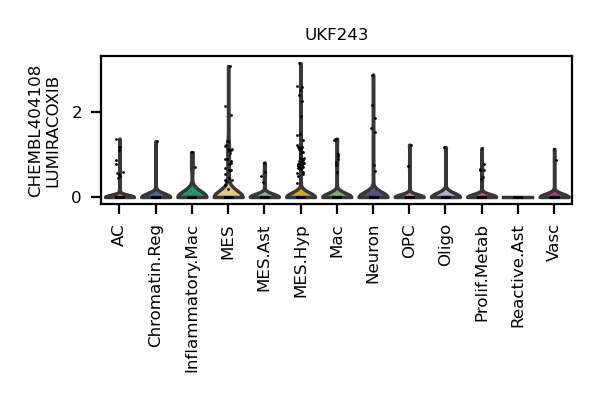 UKF243
CHEMBL404108
LUMIRACOXIB
2
0
AC
Chromatin.Reg
Inflammatory.Mac
MES
MES.Ast
MES.Hyp
Mac
Neuron
OPC
Oligo
Prolif.Metab
Reactive.Ast
Vasc